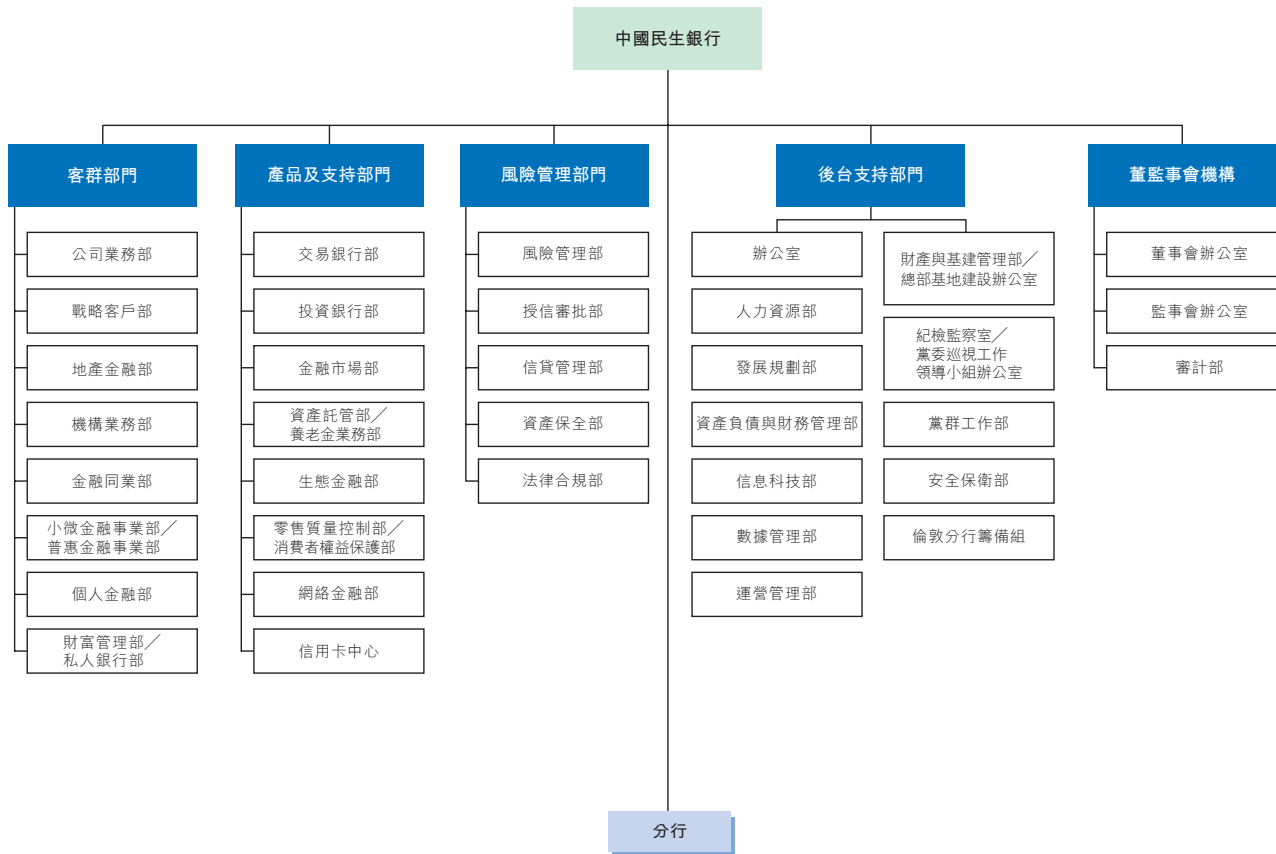 中國民生銀行
客群部門
公司業務部
戰略客戶部
地產金融部
機構業務部
金融同業部
小微金融事業部／
普惠金融事業部
個人金融部
財富管理部／
私人銀行部
產品及支持部門
交易銀行部
投資銀行部
金融市場部
資產託管部／
養老金業務部
生態金融部
零售質量控制部／
消費者權益保護部
網絡金融部
信用卡中心
風險管理部門
風險管理部
授信審批部
信貸管理部
資產保全部
法律合規部
後台支持部門
辦公室
人力資源部
發展規劃部
資產負債與財務管理部
信息科技部
數據管理部
運營管理部
財產與基建管理部／
總部基地建設辦公室
紀檢監察室／
黨委巡視工作
領導小組辦公室
黨群工作部
安全保衛部
倫敦分行籌備組
董監事會機構
董事會辦公室
監事會辦公室
審計部
分行